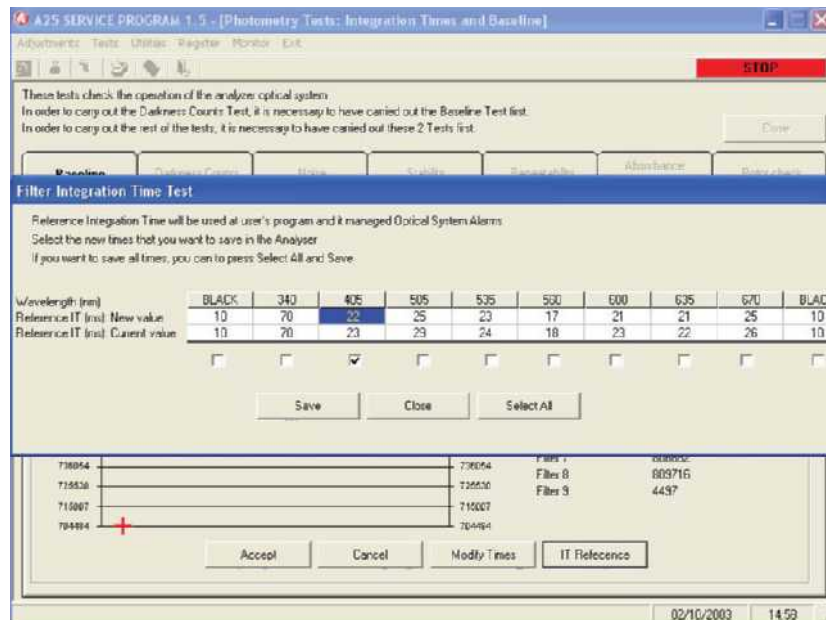 A25 SERVICE PROGRAM 1.5 - [Photometry Tests: Integration Times and Baseline]
Adjustments Tests Utilities Register Monitor Exit
STOP
These tests check the operation of the analyzer optical system
In order to carry out the Darkness Counts Test, it is necessary to have carried out the Baseline Test first.
In order to carry out the rest of the tests, it is necessary to have carried out these 2 Tests first.
Close
Baseline Darkness Counts Noise Stability Repeatability Absorbance Rotor check
Filter Integration Time Test
Reference Integration Time will be used at user's program and it managed Optical System Alarms
Select the new times that you want to save in the Analyser
If you want to save all times, you can to press Select All and Save
Wavelength (nm) BLACK 340 405 505 535 560 600 635 670 BLAC
Reference IT (ms): New value 10 70 22 25 23 17 21 21 25 10
Reference IT (ms): Current value 10 70 23 29 24 18 23 22 26 10
Save Close Select All
Filter 7
736054 736054 Filter 8 809716
Filter 9 4497
715007 715007
704484 704484
Accept Cancel Modify Times IT Reference
02/10/2003 14:59